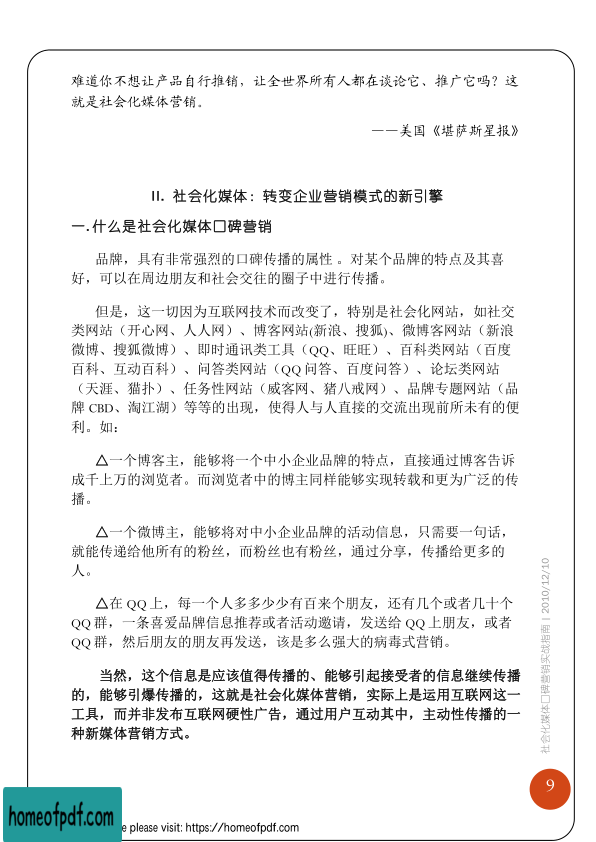 难道你不想让产品自行推销，让全世界所有人都在谈论它、推广它吗？这
就是社会化媒体营销。
——美国《堪萨斯星报》
II. 社会化媒体：转变企业营销模式的新引擎
一.什么是社会化媒体口碑营销
品牌，具有非常强烈的口碑传播的属性 。对某个品牌的特点及其喜
好，可以在周边朋友和社会交往的圈子中进行传播。
但是，这一切因为互联网技术而改变了，特别是社会化网站，如社交
类网站（开心网、人人网）、博客网站(新浪、搜狐)、微博客网站（新浪
微博、搜狐微博）、即时通讯类工具（QQ、旺旺）、百科类网站（百度
百科、互动百科）、问答类网站（QQ 问答、百度问答）、论坛类网站
（天涯、猫扑）、任务性网站（威客网、猪八戒网）、品牌专题网站（品
牌 CBD、淘江湖）等等的出现，使得人与人直接的交流出现前所未有的便
利。如：
△一个博客主，能够将一个中小企业品牌的特点，直接通过博客告诉
成千上万的浏览者。而浏览者中的博主同样能够实现转载和更为广泛的传
播。
△一个微博主，能够将对中小企业品牌的活动信息，只需要一句话，
就能传递给他所有的粉丝，而粉丝也有粉丝，通过分享，传播给更多的
人。
△在 QQ 上，每一个人多多少少有百来个朋友，还有几个或者几十个
QQ 群，一条喜爱品牌信息推荐或者活动邀请，发送给 QQ 上朋友，或者
QQ 群，然后朋友的朋友再发送，该是多么强大的病毒式营销。
当然，这个信息是应该值得传播的、能够引起接受者的信息继续传播
的，能够引爆传播的，这就是社会化媒体营销，实际上是运用互联网这一
工具，而并非发布互联网硬性广告，通过用户互动其中，主动性传播的一
种新媒体营销方式。
社会化媒体口碑营销实战指南 | 2010/12/10
9
homeofpdf.com
e please visit: https://homeofpdf.com